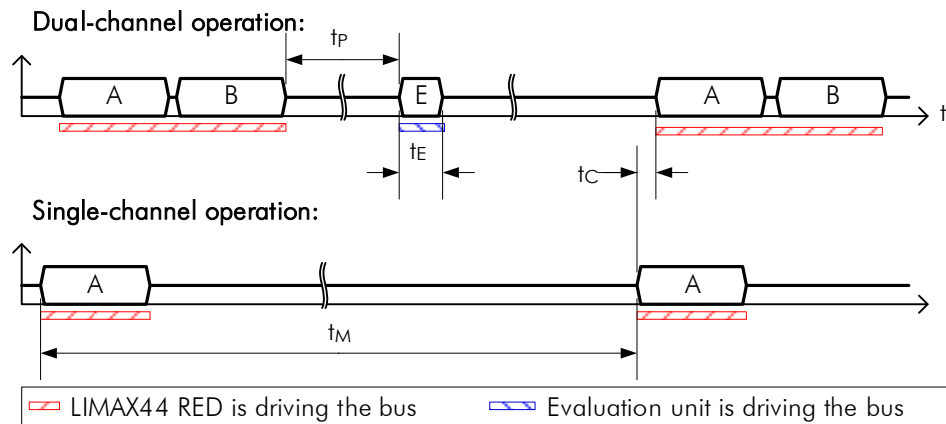 Dual-channel operation:
tP
A B E A B
t
tE
tC
Single-channel operation:
A A
tM
LIMAX44 RED is driving the bus Evaluation unit is driving the bus